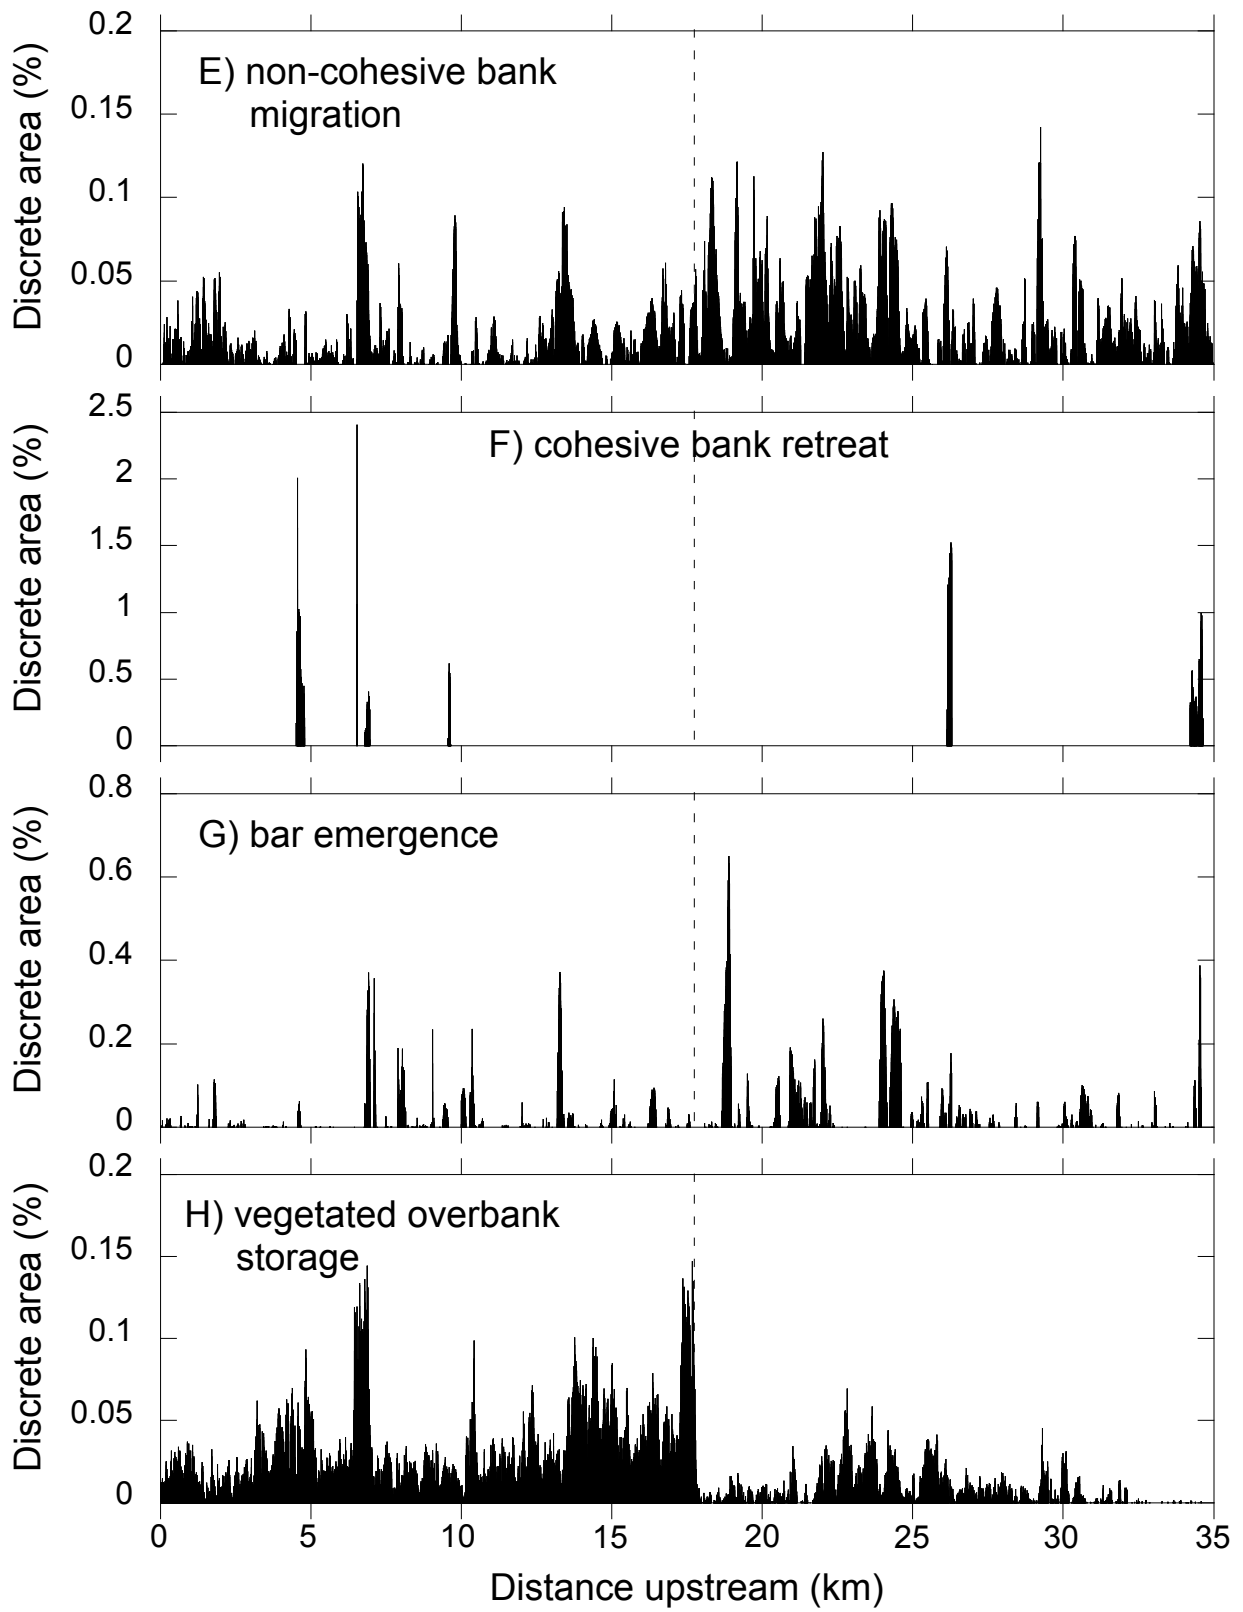 0.2
E) non-cohesive bank
migration
0.15
0.1
0.05
0
Discrete area (%)
2.5
F) cohesive bank retreat
2
1.5
1
0.5
0
Discrete area (%)
0.8
G) bar emergence
0.6
0.4
0.2
0
Discrete area (%)
0.2
H) vegetated overbank
storage
0.15
0.1
0.05
0
Discrete area (%)
0 5 10 15 20 25 30 35
Distance upstream (km)